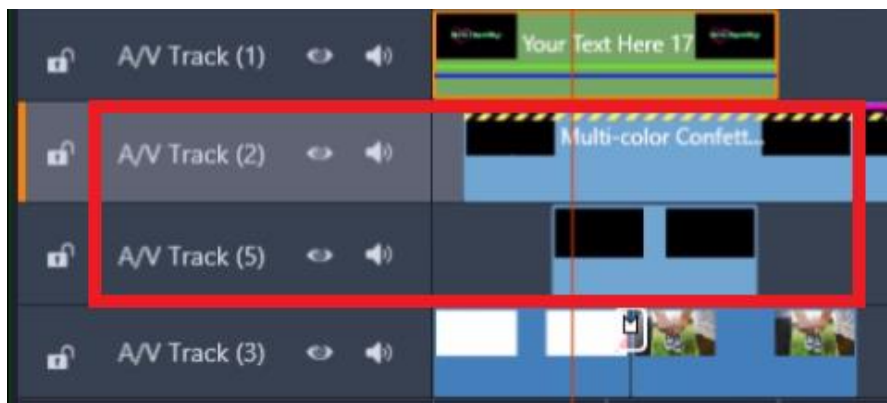 A/V Track (1)
Your Text Here 17
A/V Track (2)
Multi-color Confett...
A/V Track (5)
A/V Track (3)